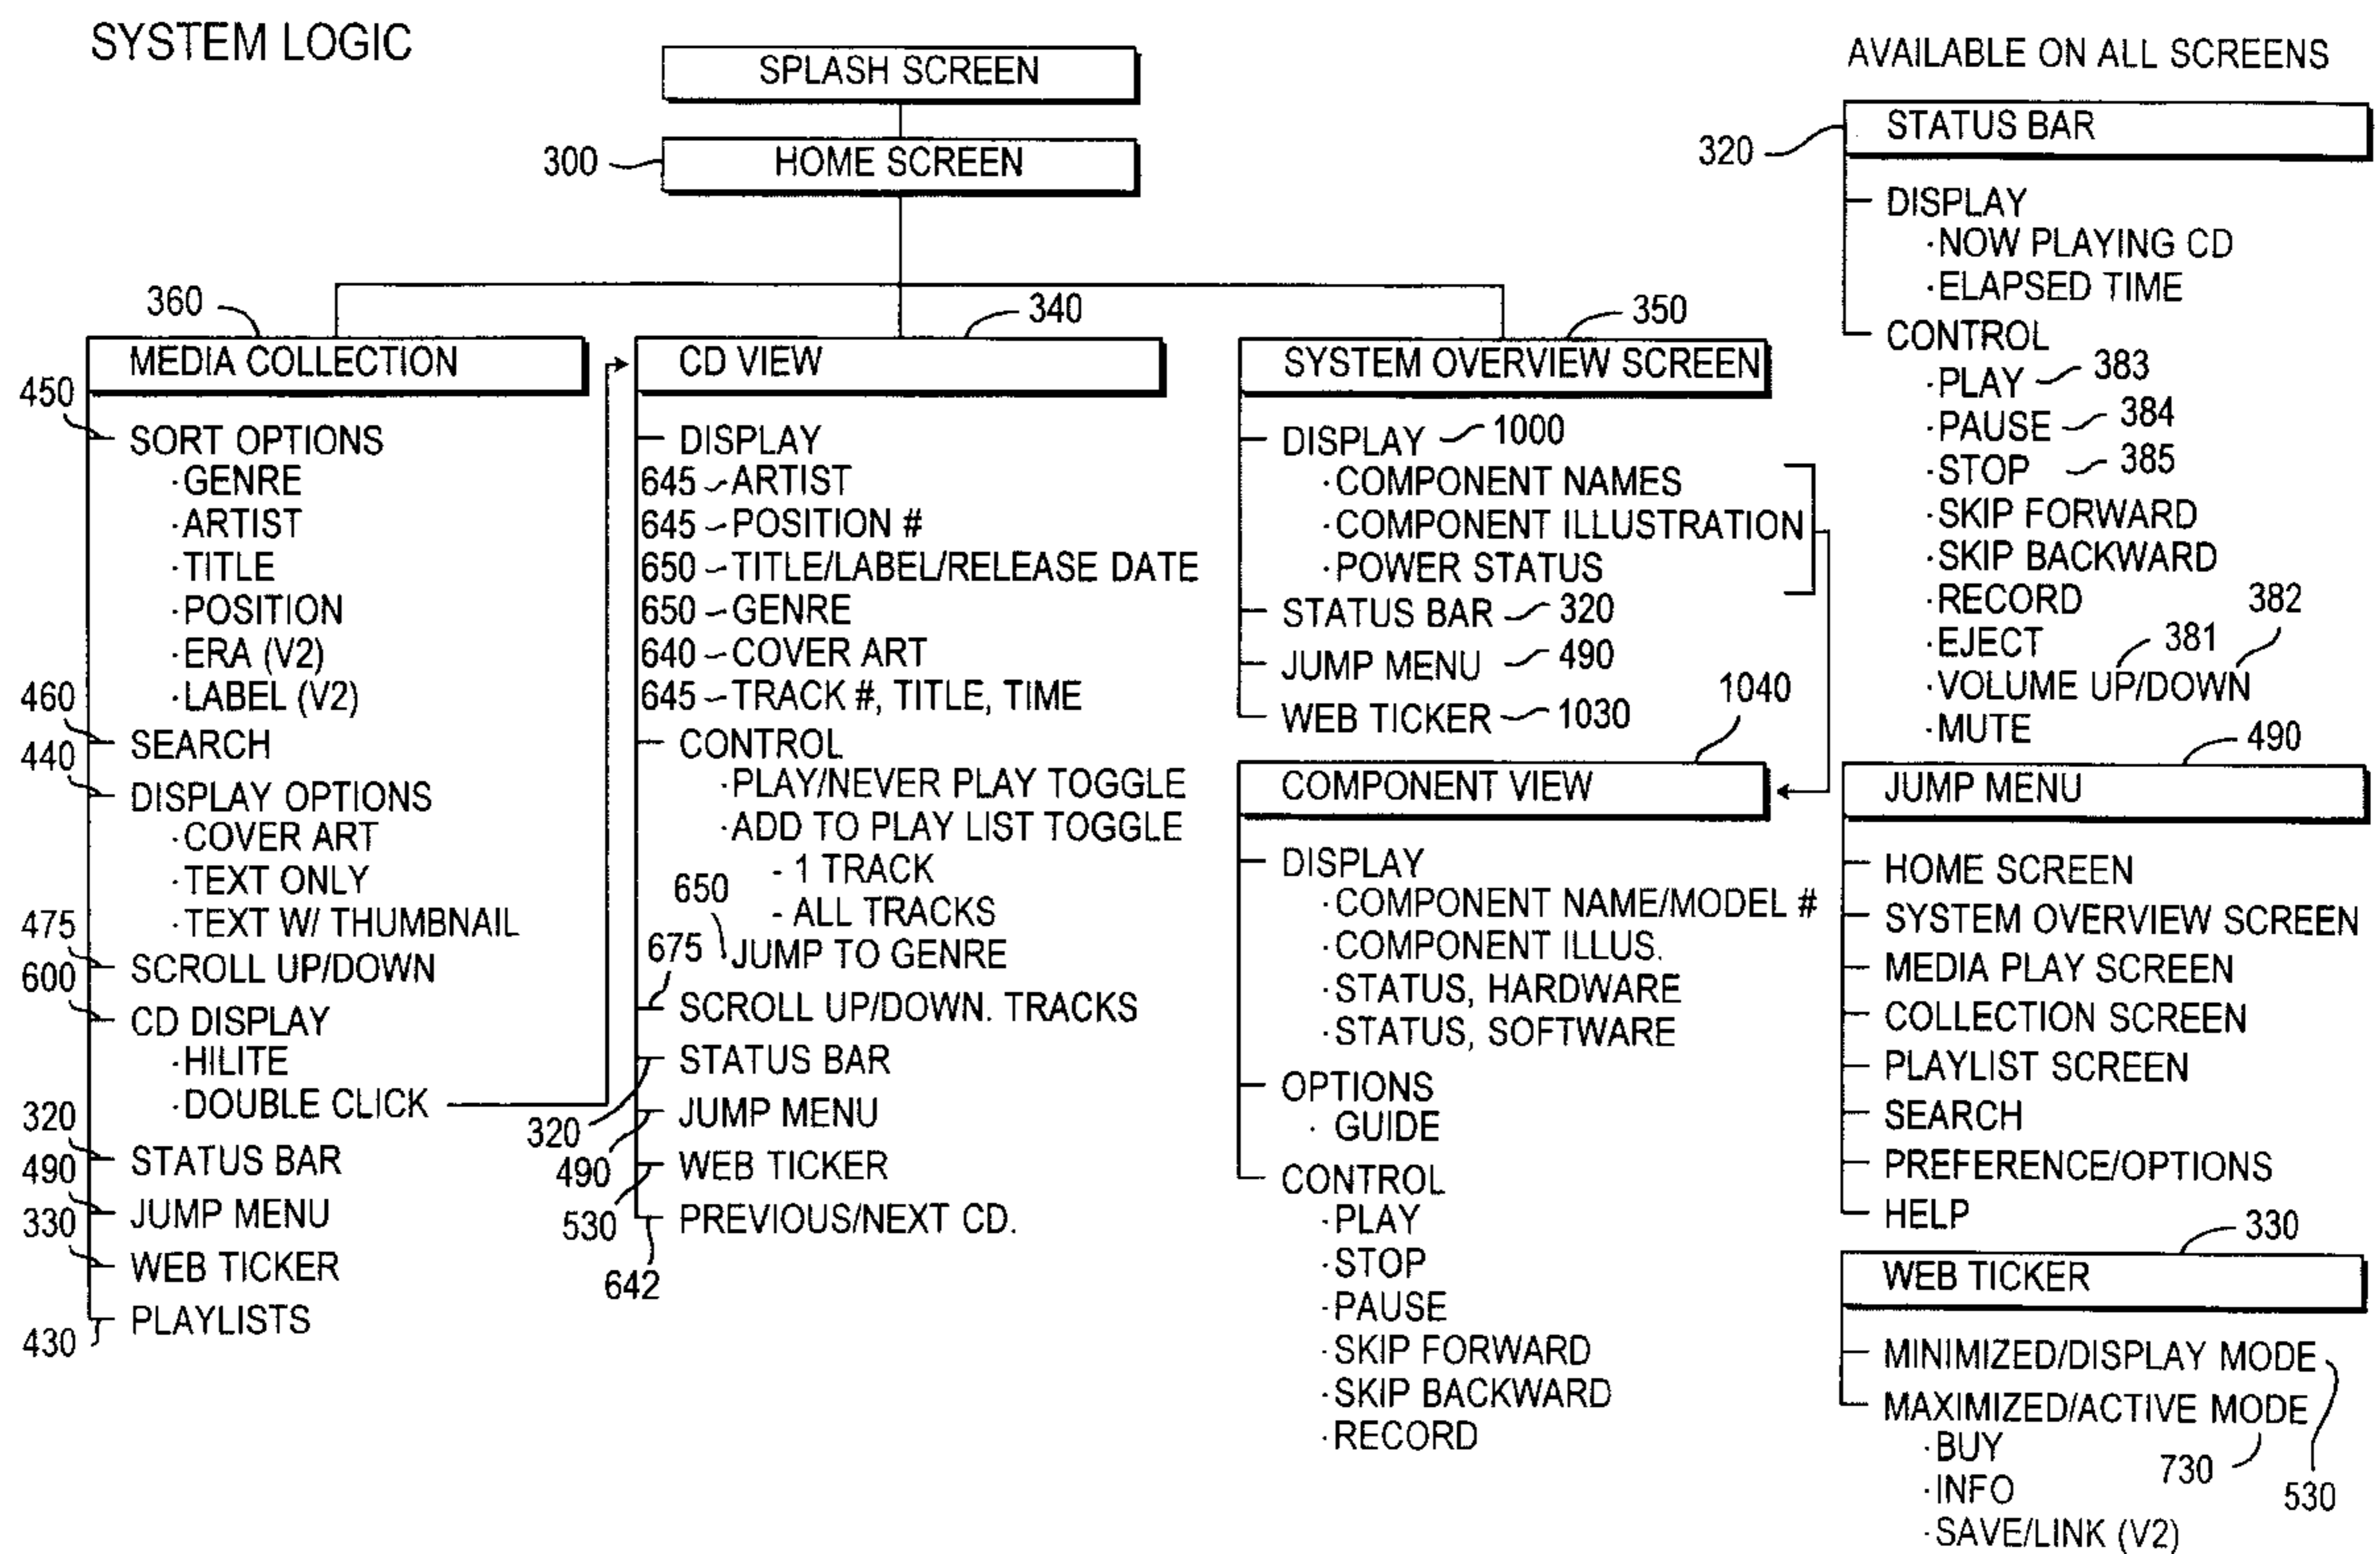 SYSTEM LOGIC
SPLASH SCREEN
300
HOME SCREEN
360
MEDIA COLLECTION
450
SORT OPTIONS
·GENRE
·ARTIST
·TITLE
·POSITION
·ERA (V2)
·LABEL (V2)
460
SEARCH
440
DISPLAY OPTIONS
·COVER ART
·TEXT ONLY
·TEXT W/ THUMBNAIL
475
SCROLL UP/DOWN
600
CD DISPLAY
·HILITE
·DOUBLE CLICK
320
STATUS BAR
490
JUMP MENU
330
WEB TICKER
PLAYLISTS
430
340
CD VIEW
DISPLAY
645 ARTIST
645 POSITION #
650 TITLE/LABEL/RELEASE DATE
650 GENRE
640 COVER ART
645 TRACK #, TITLE, TIME
CONTROL
·PLAY/NEVER PLAY TOGGLE
·ADD TO PLAY LIST TOGGLE
- 1 TRACK
- ALL TRACKS
650
JUMP TO GENRE
675
SCROLL UP/DOWN. TRACKS
STATUS BAR
320
JUMP MENU
490
WEB TICKER
530
PREVIOUS/NEXT CD.
642
350
SYSTEM OVERVIEW SCREEN
DISPLAY 1000
·COMPONENT NAMES
·COMPONENT ILLUSTRATION
·POWER STATUS
STATUS BAR 320
JUMP MENU 490
WEB TICKER 1030
1040
COMPONENT VIEW
DISPLAY
·COMPONENT NAME/MODEL #
·COMPONENT ILLUS.
·STATUS, HARDWARE
·STATUS, SOFTWARE
OPTIONS
· GUIDE
CONTROL
·PLAY
·STOP
·PAUSE
·SKIP FORWARD
·SKIP BACKWARD
·RECORD
AVAILABLE ON ALL SCREENS
STATUS BAR
320
DISPLAY
·NOW PLAYING CD
·ELAPSED TIME
CONTROL
·PLAY 383
·PAUSE 384
·STOP 385
·SKIP FORWARD
·SKIP BACKWARD
·RECORD 382
·EJECT 381
·VOLUME UP/DOWN
·MUTE
490
JUMP MENU
HOME SCREEN
SYSTEM OVERVIEW SCREEN
MEDIA PLAY SCREEN
COLLECTION SCREEN
PLAYLIST SCREEN
SEARCH
PREFERENCE/OPTIONS
HELP
330
WEB TICKER
MINIMIZED/DISPLAY MODE
MAXIMIZED/ACTIVE MODE
·BUY
730
·INFO
530
·SAVE/LINK (V2)